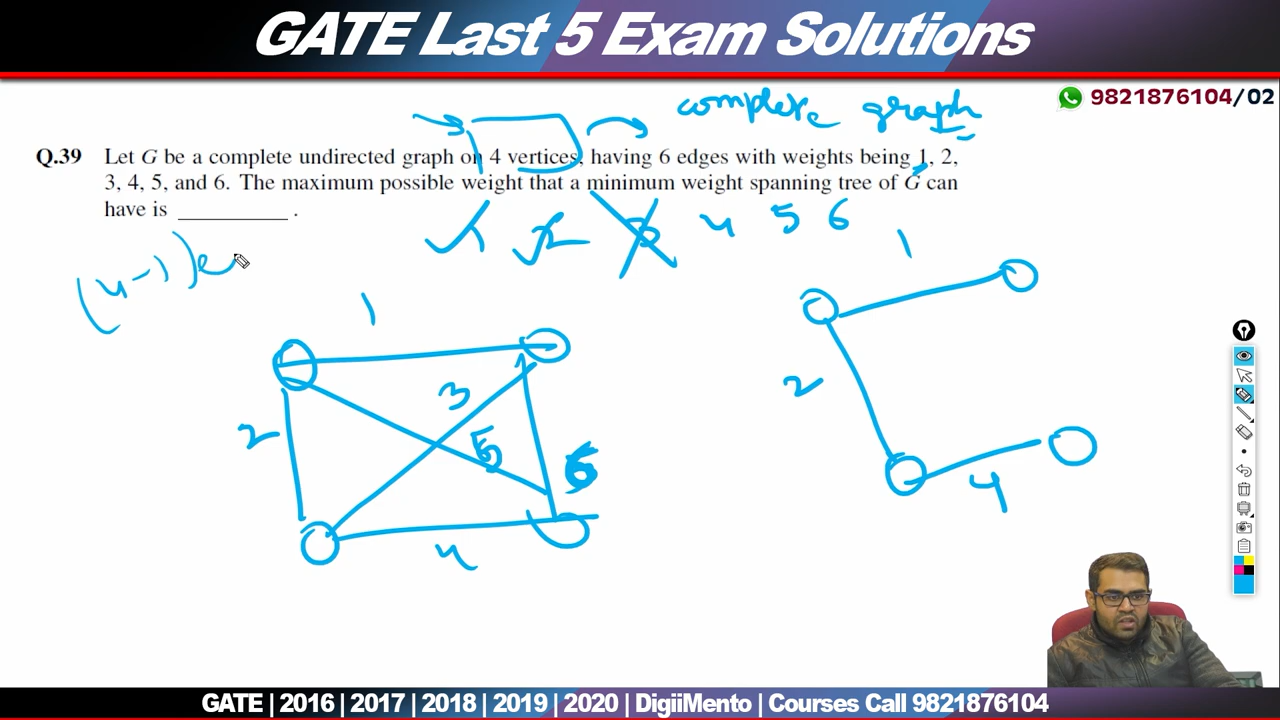 GATE Last 5 Exam Solutions
9821876104/02
complete graph
Q.39 Let G be a complete undirected graph on 4 vertices, having 6 edges with weights being 1, 2,
3, 4, 5, and 6. The maximum possible weight that a minimum weight spanning tree of G can
have is __________ .
1 2 3 4 5 6
(4-1) e
1
1
2
3
5
6
4
2
4
GATE | 2016 | 2017 | 2018 | 2019 | 2020 | DigiiMento | Courses Call 9821876104